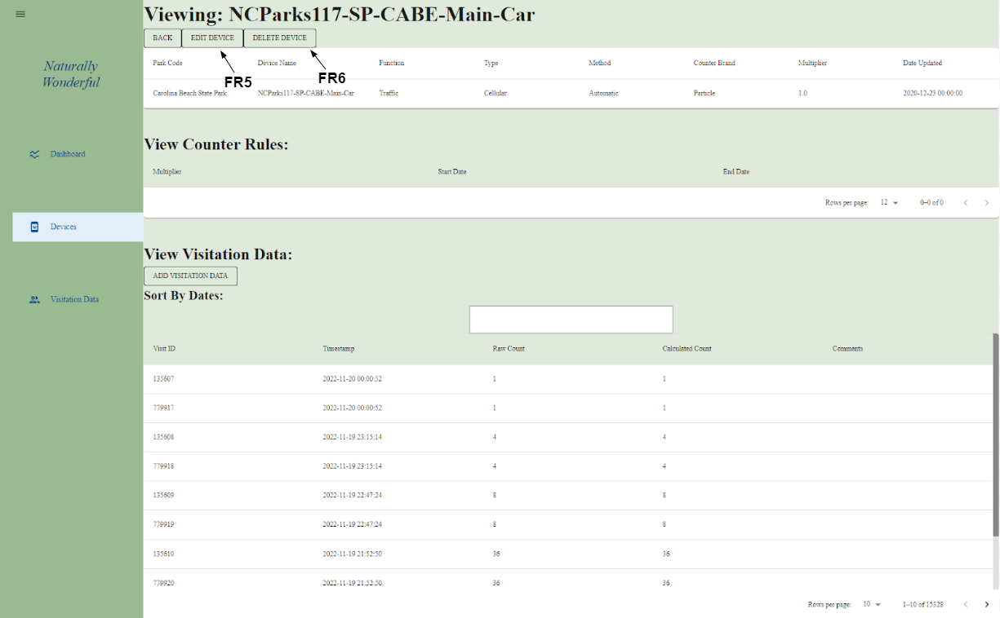 Viewing: NCParks117-SP-CABE-Main-Car
BACK EDIT DEVICE DELETE DEVICE
Naturally
Wonderful
Park Code Device Name Function Type Method Counter Brand Multiplier Date Updated
FR5 FR6
Carolina Beach State Park NCParks117-SP-CABE-Main-Car Traffic Cellular Automatic Particle 1.0 2020-12-23 00:00:00
Dashboard
Devices
Visitation Data
View Counter Rules:
Multiplier Start Date End Date
Rows per page: 12 0–0 of 0
View Visitation Data:
ADD VISITATION DATA
Sort By Dates:
Visit ID Timestamp Raw Count Calculated Count Comments
135607 2022-11-20 00:00:52 1 1
779917 2022-11-20 00:00:52 1 1
135608 2022-11-19 23:15:14 4 4
779918 2022-11-19 23:15:14 4 4
135609 2022-11-19 22:47:24 8 8
779919 2022-11-19 22:47:24 8 8
135610 2022-11-19 21:52:50 36 36
779920 2022-11-19 21:52:50 36 36
Rows per page: 10 1–10 of 15328